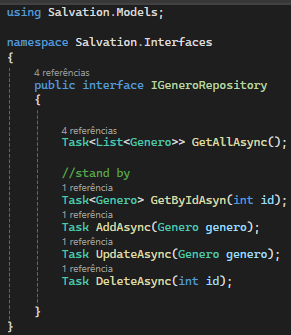 using Salvation.Models;
namespace Salvation.Interfaces
{
4 referências
public interface IGeneroRepository
{
4 referências
Task<List<Genero>> GetAllAsync();
//stand by
1 referência
Task<Genero> GetByIdAsyn(int id);
1 referência
Task AddAsync(Genero genero);
1 referência
Task UpdateAsync(Genero genero);
1 referência
Task DeleteAsync(int id);
}
}